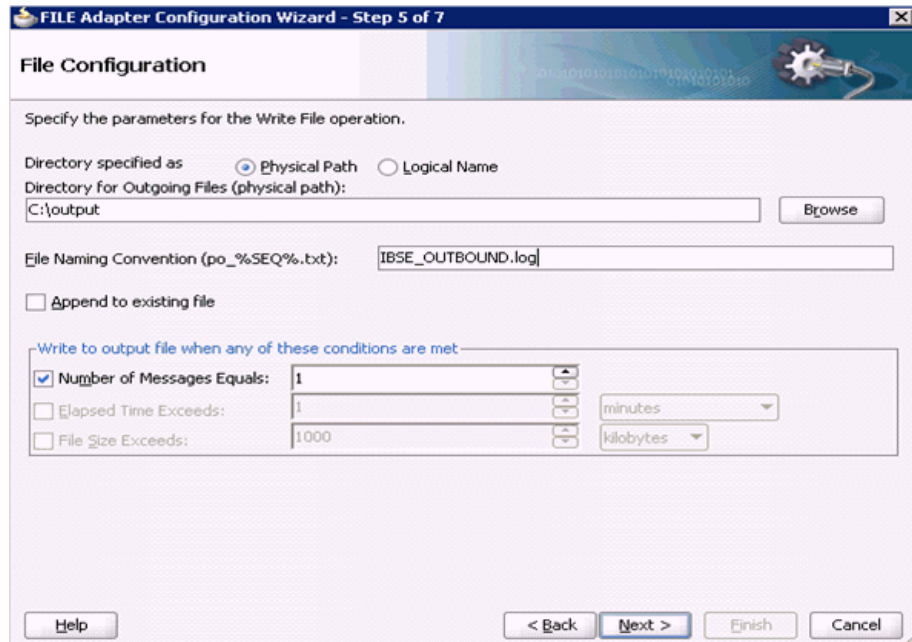 FILE Adapter Configuration Wizard - Step 5 of 7
File Configuration
Specify the parameters for the Write File operation.
Directory specified as Physical Path Logical Name
Directory for Outgoing Files (physical path):
C:\output Browse
File Naming Convention (po_%SEQ%.txt): IBSE_OUTBOUND.log
Append to existing file
Write to output file when any of these conditions are met
Number of Messages Equals: 1
Elapsed Time Exceeds: 1 minutes
File Size Exceeds: 1000 kilobytes
Help < Back Next > Finish Cancel